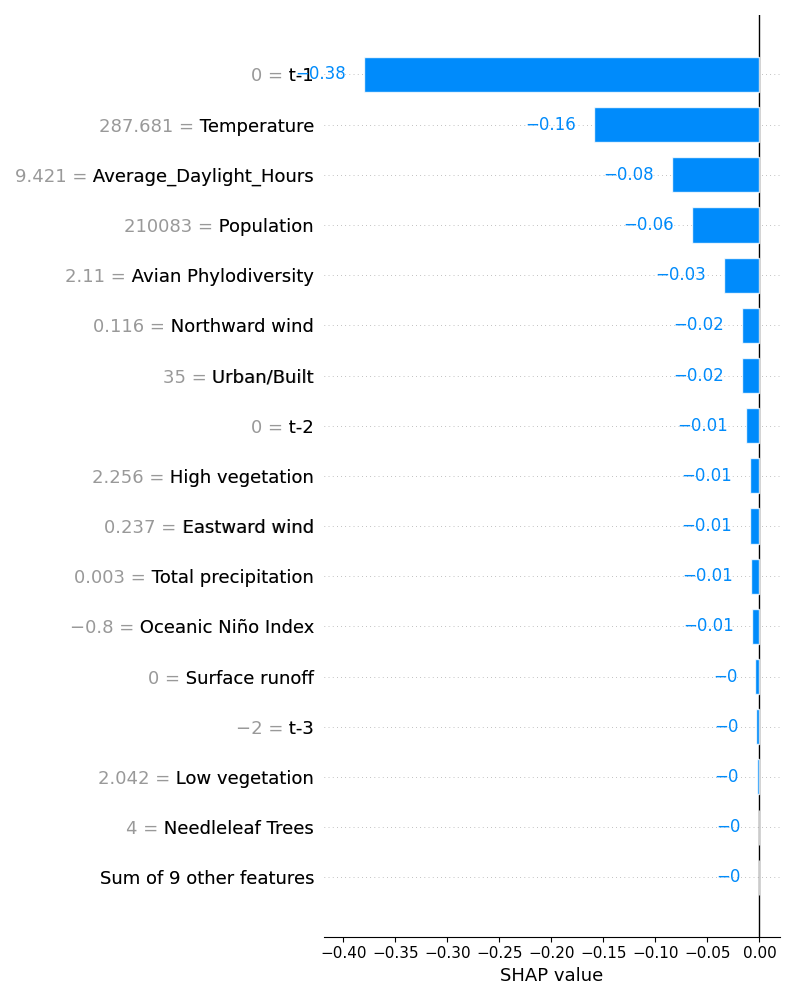 0 = t-1 −0.38
287.681 = Temperature −0.16
9.421 = Average_Daylight_Hours −0.08
210083 = Population −0.06
2.11 = Avian Phylodiversity −0.03
0.116 = Northward wind −0.02
35 = Urban/Built −0.02
0 = t-2 −0.01
2.256 = High vegetation −0.01
0.237 = Eastward wind −0.01
0.003 = Total precipitation −0.01
−0.8 = Oceanic Niño Index −0.01
0 = Surface runoff −0
−2 = t-3 −0
2.042 = Low vegetation −0
4 = Needleleaf Trees −0
Sum of 9 other features −0
−0.40 −0.35 −0.30 −0.25 −0.20 −0.15 −0.10 −0.05 0.00
SHAP value